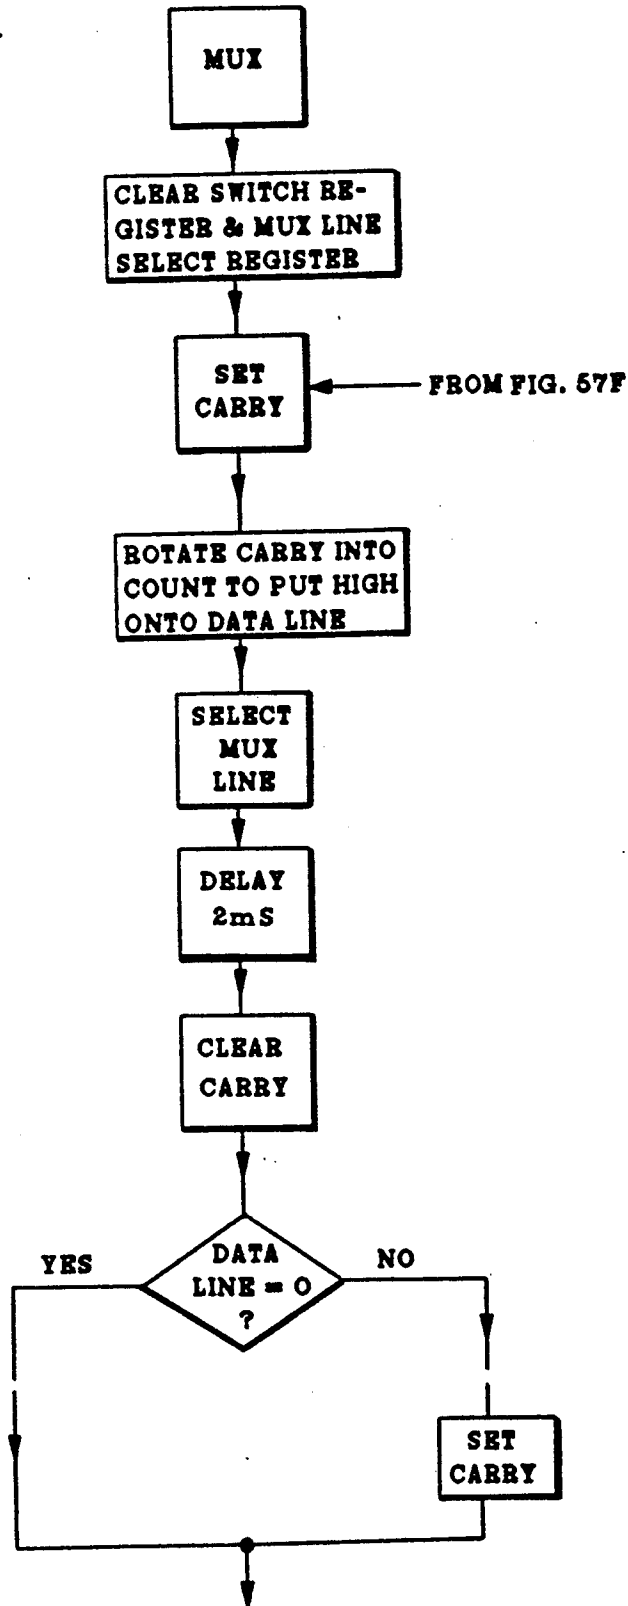 MUX
CLEAR SWITCH RE-
GISTER & MUX LINE
SELECT REGISTER
SET
CARRY
FROM FIG. 57F
ROTATE CARRY INTO
COUNT TO PUT HIGH
ONTO DATA LINE
SELECT
MUX
LINE
DELAY
2mS
CLEAR
CARRY
YES
DATA
LINE = O
?
NO
SET
CARRY